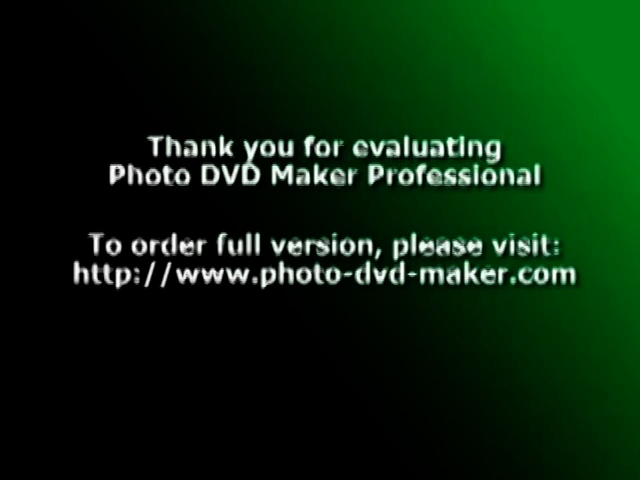 Thank you for evaluating
Photo DVD Maker Professional
To order full version, please visit:
http://www.photo-dvd-maker.com